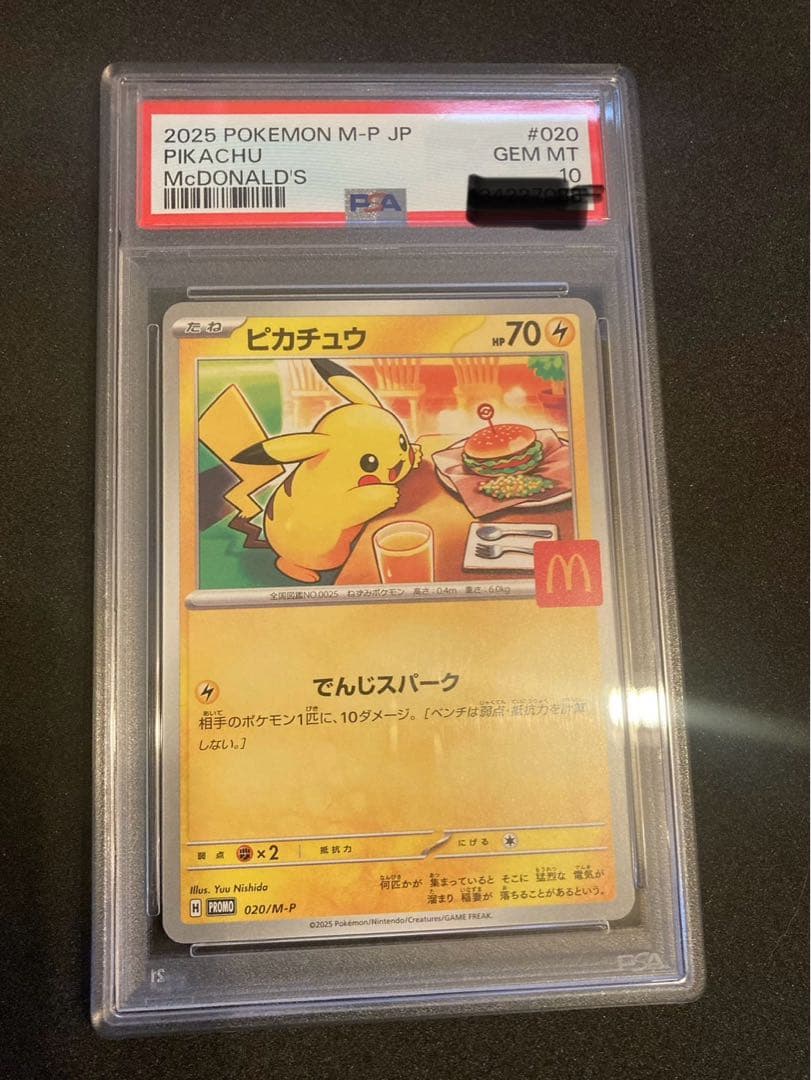 2025 POKEMON M-P JP #020
PIKACHU GEM MT
McDONALD'S 10
PSA
たね ピカチュウ HP70
全国図鑑NO.0025 ねずみポケモン 高さ:0.4m 重さ:6.0kg
でんじスパーク
相手のポケモン1匹に、10ダメージ。[ベンチは弱点・抵抗力を計算
しない。]
弱点 ×2 抵抗力 にげる
Illus. Yuu Nishida
何匹かが 集まっていると そこに 猛烈な 電気が
溜まり 稲妻が 落ちることがあるという。
H PROMO 020/M-P
©2025 Pokémon/Nintendo/Creatures/GAME FREAK.
PSA